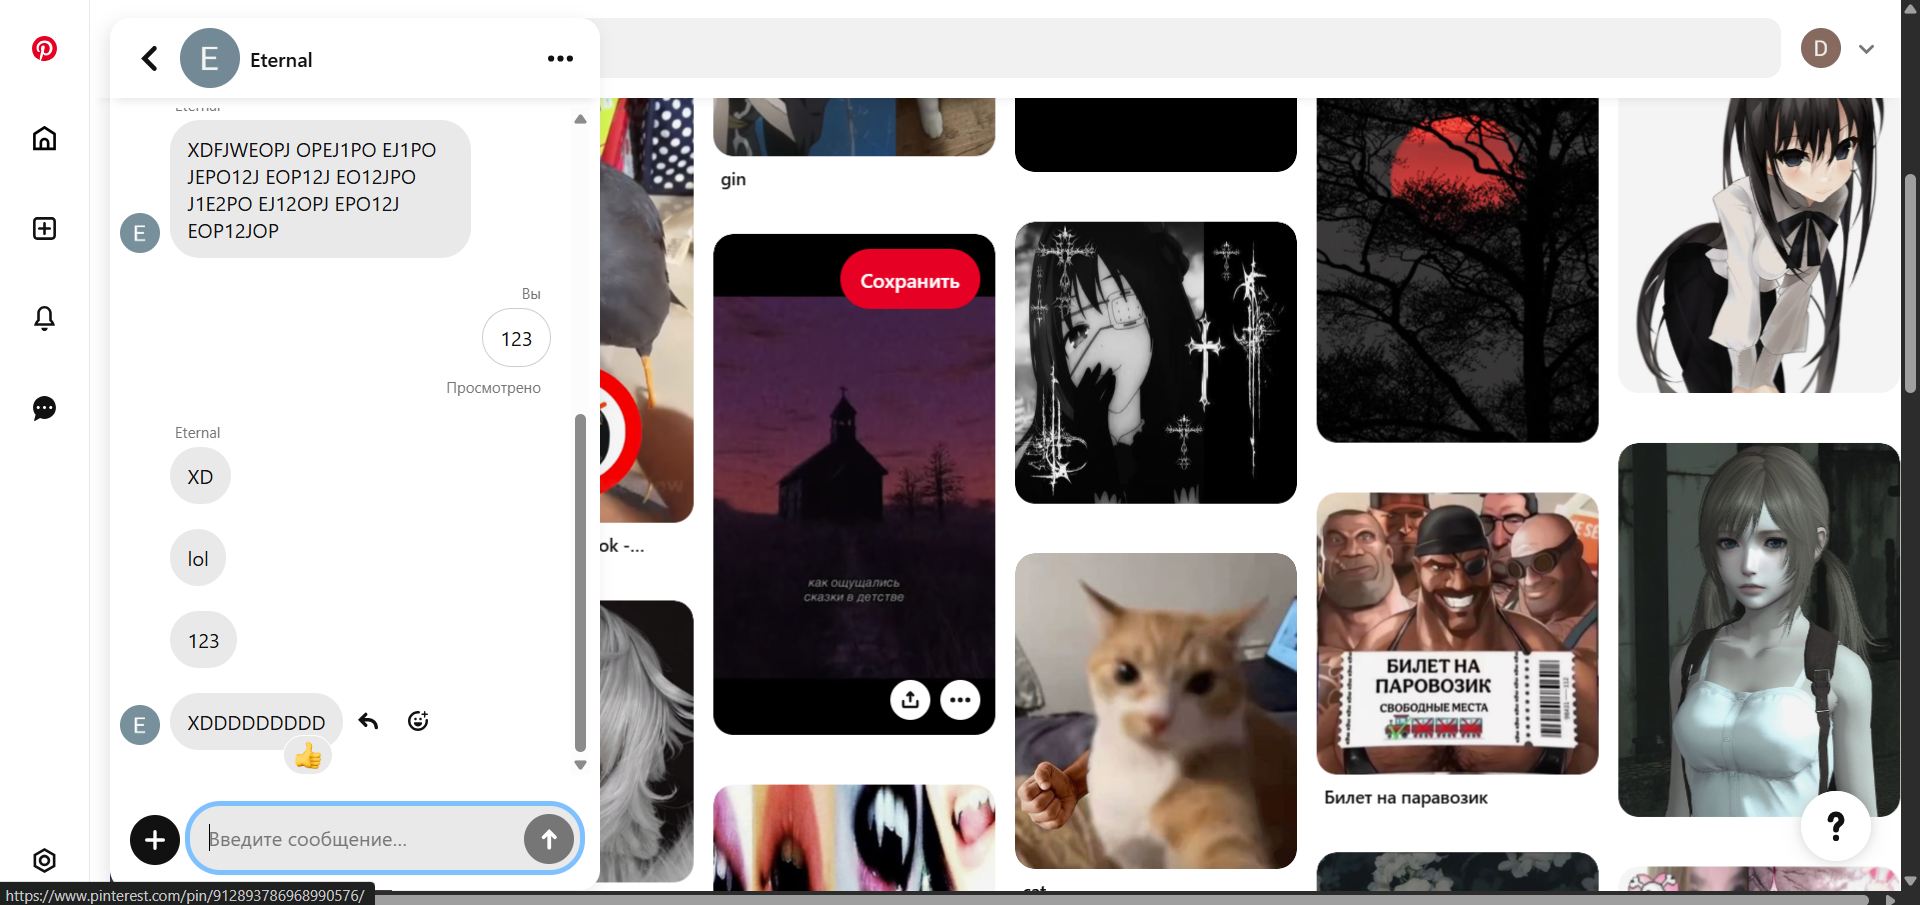 E
Eternal
D
Eternal
XDFJWEOPJ OPEJ1PO EJ1PO
JEPO12J EOP12J EO12JPO
J1E2PO EJ12OPJ EPO12J
EOP12JOP
E
Вы
123
Просмотрено
Eternal
XD
lol
123
E
XDDDDDDDDD
Введите сообщение...
ok -...
gin
Сохранить
как ощущались
сказки в детстве
cat
БИЛЕТ НА
ПАРОВОЗИК
СВОБОДНЫЕ МЕСТА
Билет на паравозик
?
https://www.pinterest.com/pin/912893786968990576/